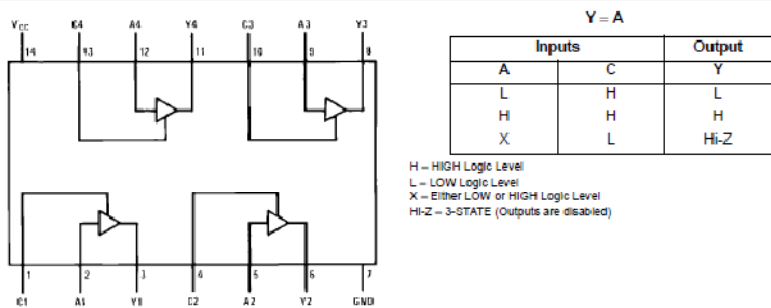 VCC C4 A4 Y4 C3 A3 Y3
14 13 12 11 10 9 8
1 2 3 4 5 6 7
C1 A1 Y1 C2 A2 Y2 GND
Y = A
Inputs Output
A C Y
L H L
H H H
X L Hi-Z
H – HIGH Logic Level
L – LOW Logic Level
X – Either LOW or HIGH Logic Level
Hi-Z – 3-STATE (Outputs are disabled)